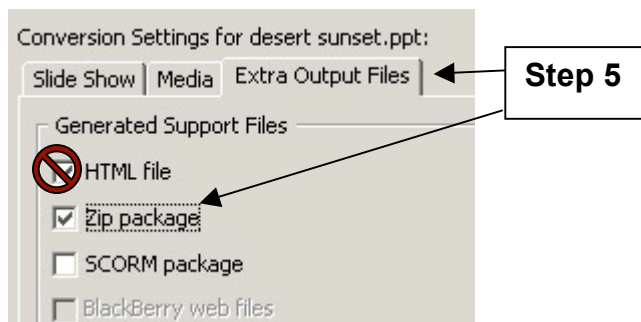 Conversion Settings for desert sunset.ppt:
Slide Show Media Extra Output Files
Step 5
Generated Support Files
HTML file
Zip package
SCORM package
BlackBerry web files